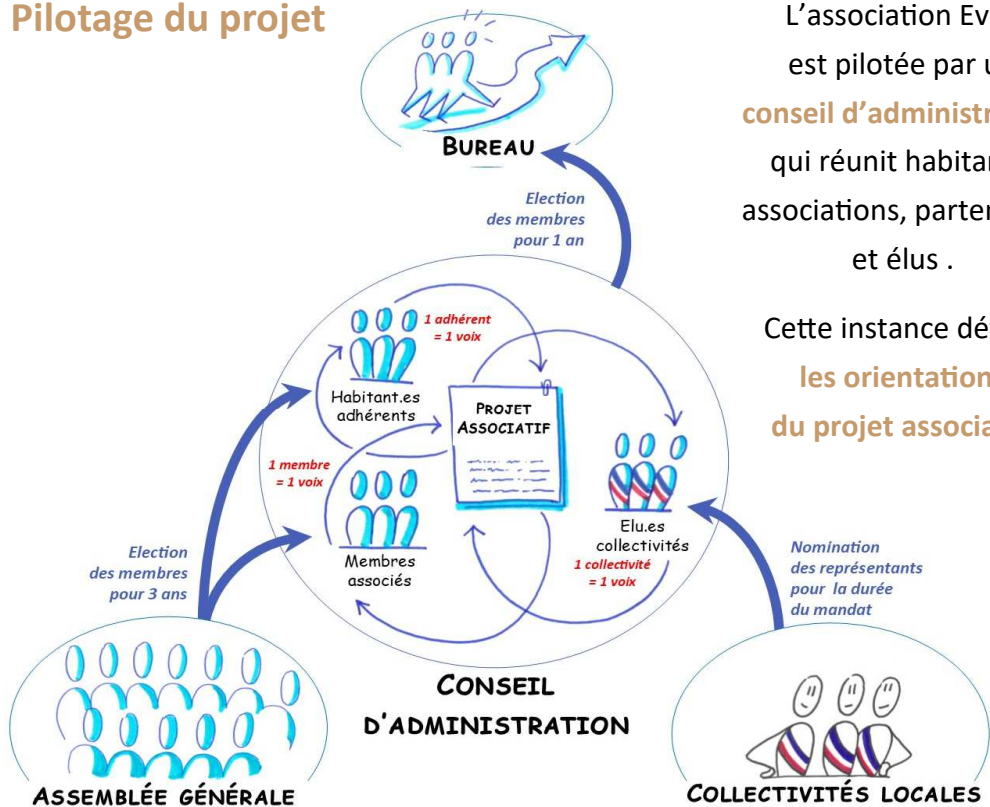 Pilotage du projet
L'association Ev
est pilotée par u
conseil d'administr
qui réunit habita
associations, parte
et élus .
Cette instance dé
les orientation
du projet associa
BUREAU
Election
des membres
pour 1 an
1 adhérent
= 1 voix
Habitant.es
adhérents
PROJET
ASSOCIATIF
1 membre
= 1 voix
Membres
associés
Elu.es
collectivités
1 collectivité
= 1 voix
Election
des membres
pour 3 ans
Nomination
des représentants
pour la durée
du mandat
CONSEIL
D'ADMINISTRATION
ASSEMBLÉE GÉNÉRALE
COLLECTIVITÉS LOCALES